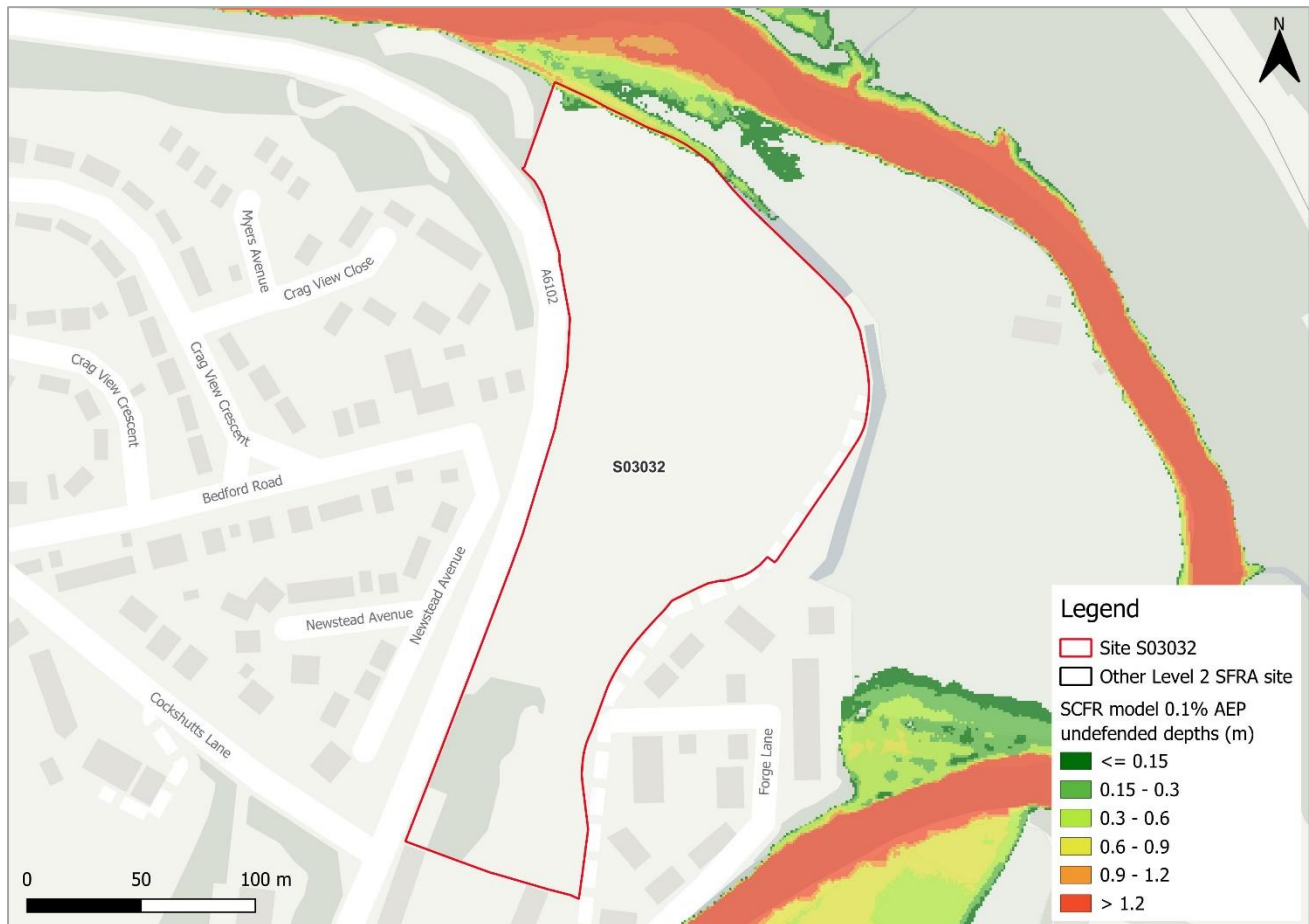 N
Myers Avenue
Crag View Close
A6102
Crag View Crescent
Crag View Crescent
Bedford Road
S03032
Newstead Avenue
Newstead Avenue
Cockshutts Lane
Forge Lane
0 50 100 m
Legend
Site S03032
Other Level 2 SFRA site
SCFR model 0.1% AEP
undefended depths (m)
<= 0.15
0.15 - 0.3
0.3 - 0.6
0.6 - 0.9
0.9 - 1.2
> 1.2